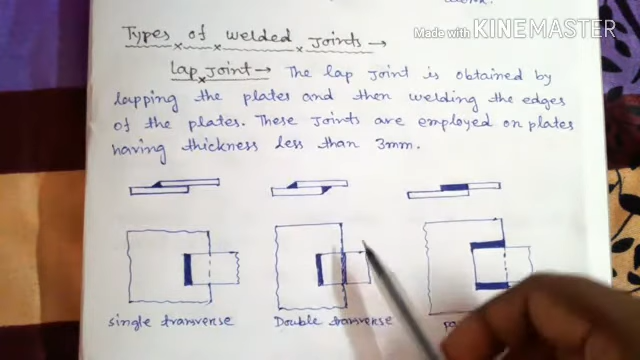 work.
Made with KINEMASTER
Types of welded Joints →
Lap Joint → The lap Joint is obtained by
lapping the plates and then welding the edges
of the plates. These Joints are employed on plates
having thickness less than 3mm.
Single transverse Double transverse